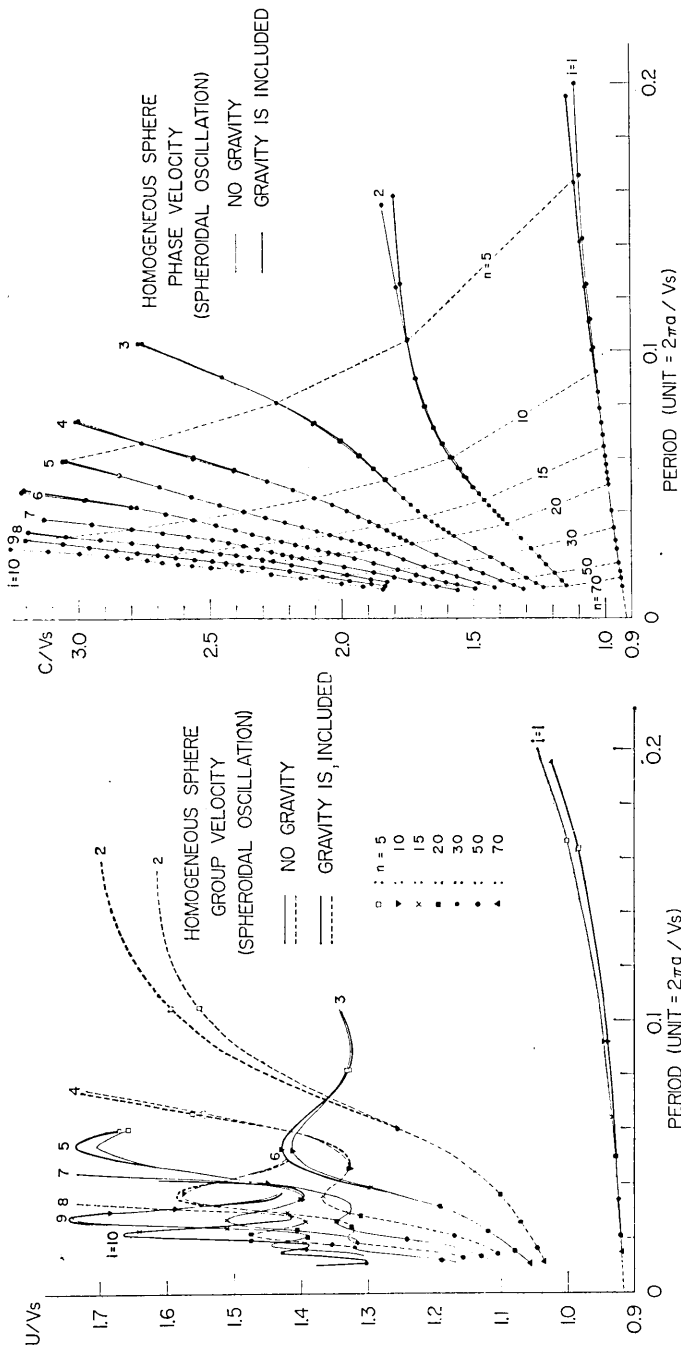 U/Vs
1.7
1.6
1.5
1.4
1.3
1.2
1.1
1.0
0.9
HOMOGENEOUS SPHERE
GROUP VELOCITY
(SPHEROIDAL OSCILLATION)
NO GRAVITY
GRAVITY IS INCLUDED
: n = 5
: 10
: 15
: 20
: 30
: 50
: 70
i=1
2
2
3
4
5
6
7
8
9
i=10
0
0.1
0.2
PERIOD (UNIT = 2πa / Vs)
C/Vs
3.0
2.5
2.0
1.5
1.0
0.9
HOMOGENEOUS SPHERE
PHASE VELOCITY
(SPHEROIDAL OSCILLATION)
NO GRAVITY
GRAVITY IS INCLUDED
i=10
9
8
7
6
5
4
3
2
i=1
n=5
10
15
20
30
50
n=70
0
0.1
0.2
PERIOD (UNIT = 2πa / Vs)